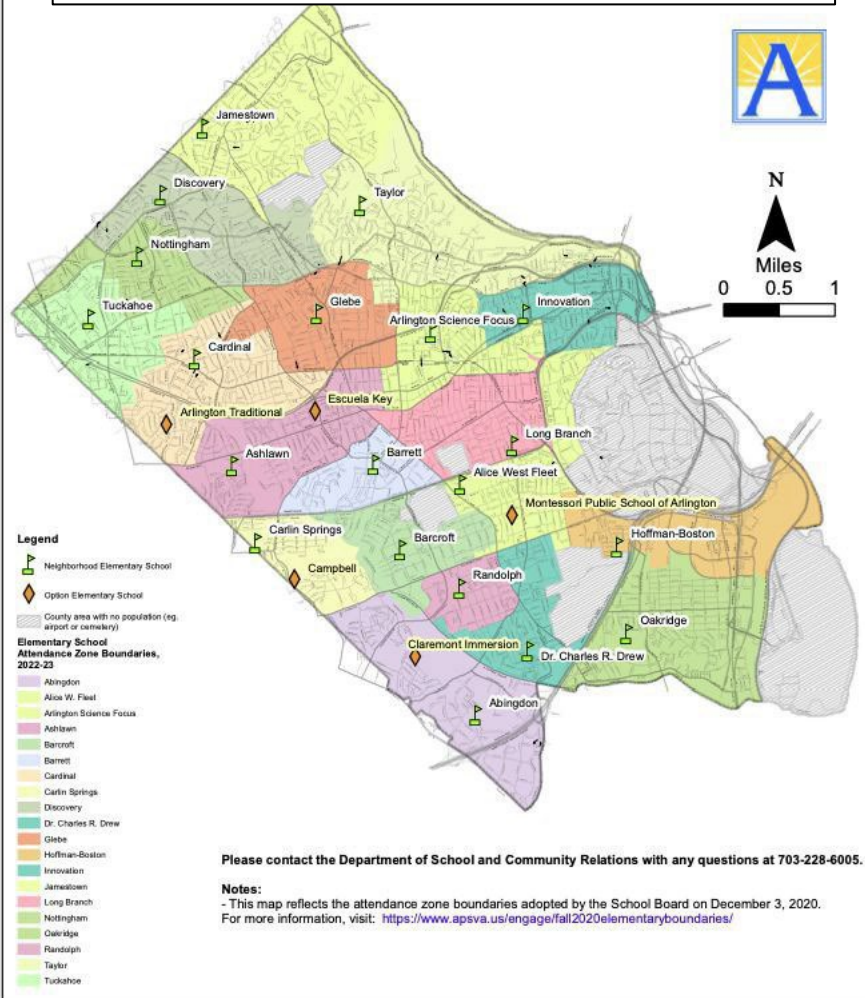 A
N
Miles
0 0.5 1
Jamestown
Discovery
Taylor
Nottingham
Tuckahoe
Glebe
Innovation
Arlington Science Focus
Cardinal
Escuela Key
Arlington Traditional
Long Branch
Ashlawn
Barrett
Alice West Fleet
Montessori Public School of Arlington
Carlin Springs
Barcroft
Hoffman-Boston
Campbell
Randolph
Oakridge
Claremont Immersion
Dr. Charles R. Drew
Abingdon
Legend
Neighborhood Elementary School
Option Elementary School
County area with no population (eg.
airport or cemetery)
Elementary School
Attendance Zone Boundaries,
2022-23
Abingdon
Alice W. Fleet
Arlington Science Focus
Ashlawn
Barcroft
Barrett
Cardinal
Carlin Springs
Discovery
Dr. Charles R. Drew
Glebe
Hoffman-Boston
Innovation
Jamestown
Long Branch
Nottingham
Oakridge
Randolph
Taylor
Tuckahoe
Please contact the Department of School and Community Relations with any questions at 703-228-6005.
Notes:
- This map reflects the attendance zone boundaries adopted by the School Board on December 3, 2020.
For more information, visit: https://www.apsva.us/engage/fall2020elementaryboundaries/